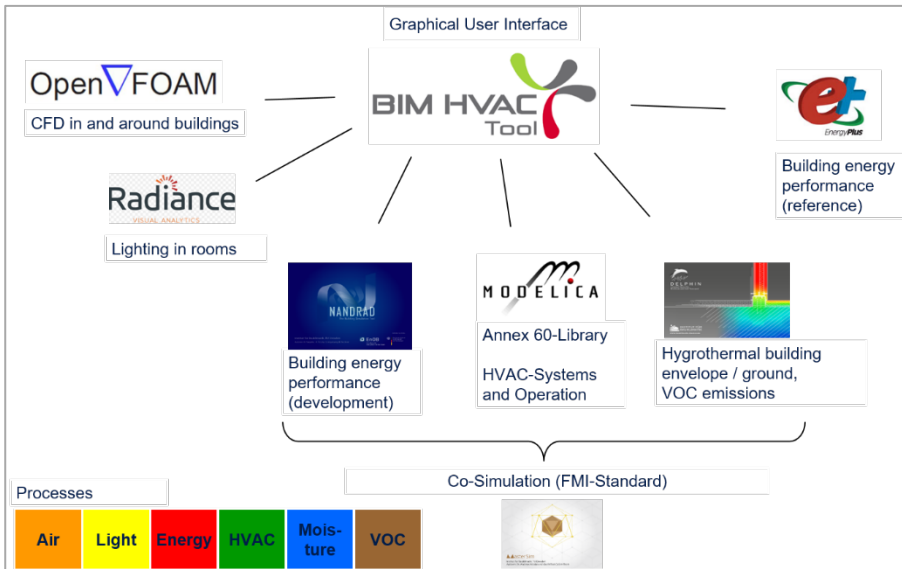 Graphical User Interface
OpenFOAM
BIM HVAC
Tool
CFD in and around buildings
EnergyPlus
Radiance
VISUAL ANALYTICS
Building energy
performance
(reference)
Lighting in rooms
NANDRAD
MODELICA
DELPHIN
Building energy
performance
(development)
Annex 60-Library
HVAC-Systems
and Operation
Hygrothermal building
envelope / ground,
VOC emissions
Co-Simulation (FMI-Standard)
Processes
Air
Light
Energy
HVAC
Mois-
ture
VOC